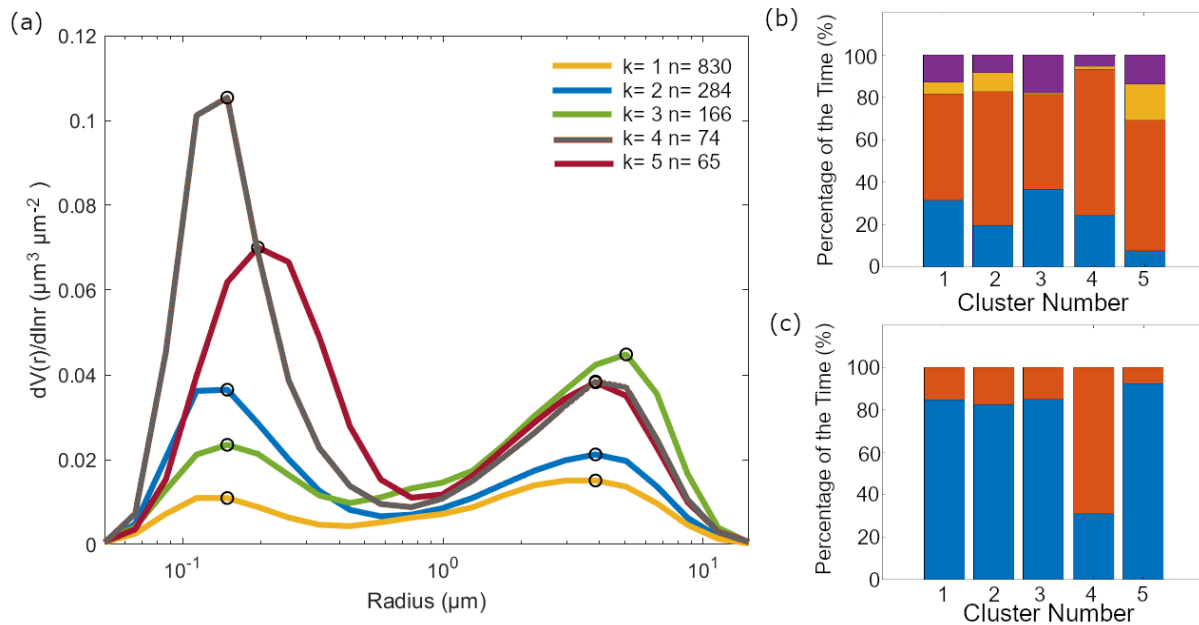 (a)
0.12
0.1
0.08
0.06
0.04
0.02
0
dV(r)/dlnr (µm³ µm⁻²)
10⁻¹
10⁰
10¹
Radius (µm)
k= 1 n= 830
k= 2 n= 284
k= 3 n= 166
k= 4 n= 74
k= 5 n= 65
(b)
100
80
60
40
20
0
Percentage of the Time (%)
1 2 3 4 5
Cluster Number
(c)
100
80
60
40
20
0
Percentage of the Time (%)
1 2 3 4 5
Cluster Number